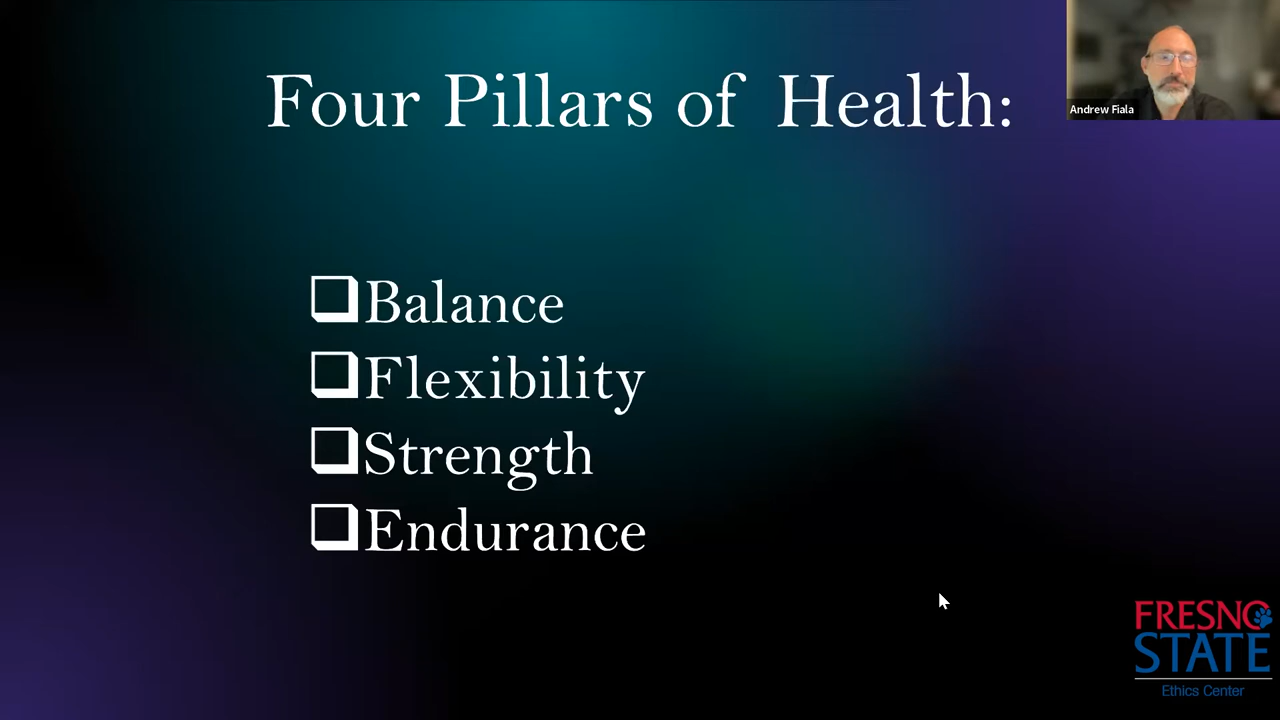 Four Pillars of Health:
Andrew Fiala
Balance
Flexibility
Strength
Endurance
FRESNO
STATE
Ethics Center